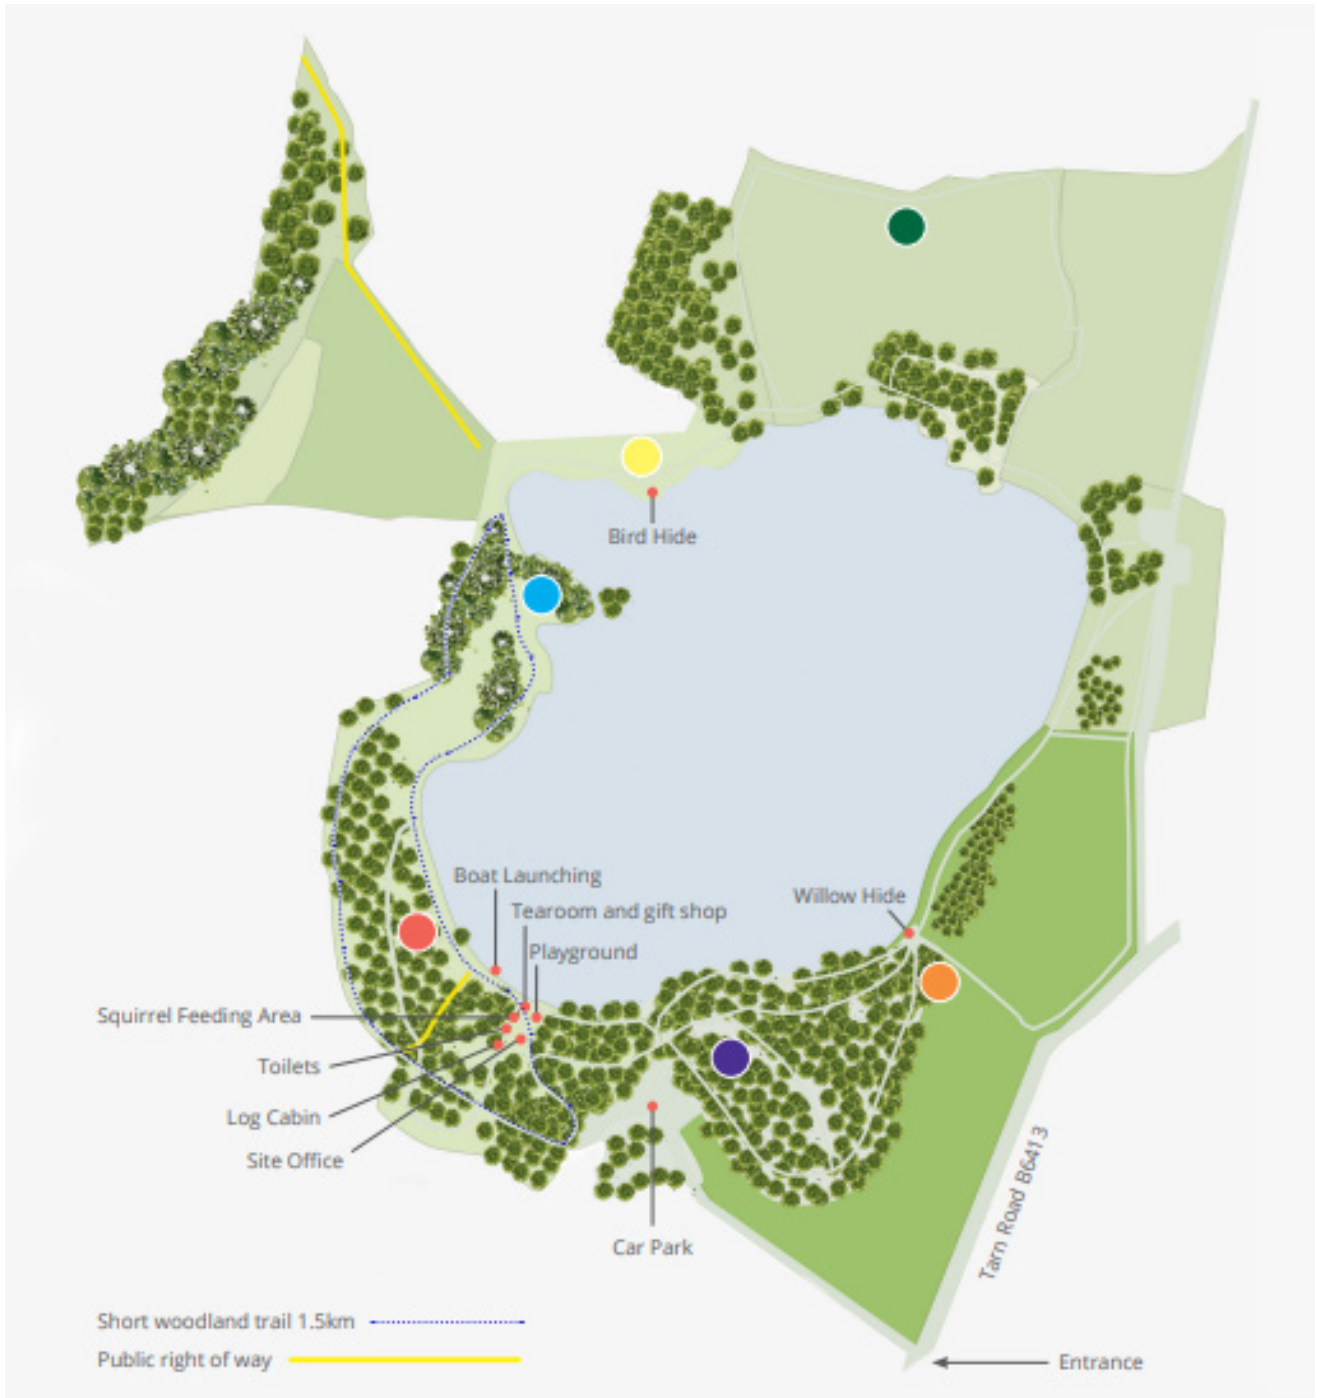 Bird Hide
Boat Launching
Willow Hide
Tearoom and gift shop
Playground
Squirrel Feeding Area
Toilets
Log Cabin
Site Office
Car Park
Tarn Road B6413
Short woodland trail 1.5km
Public right of way
Entrance